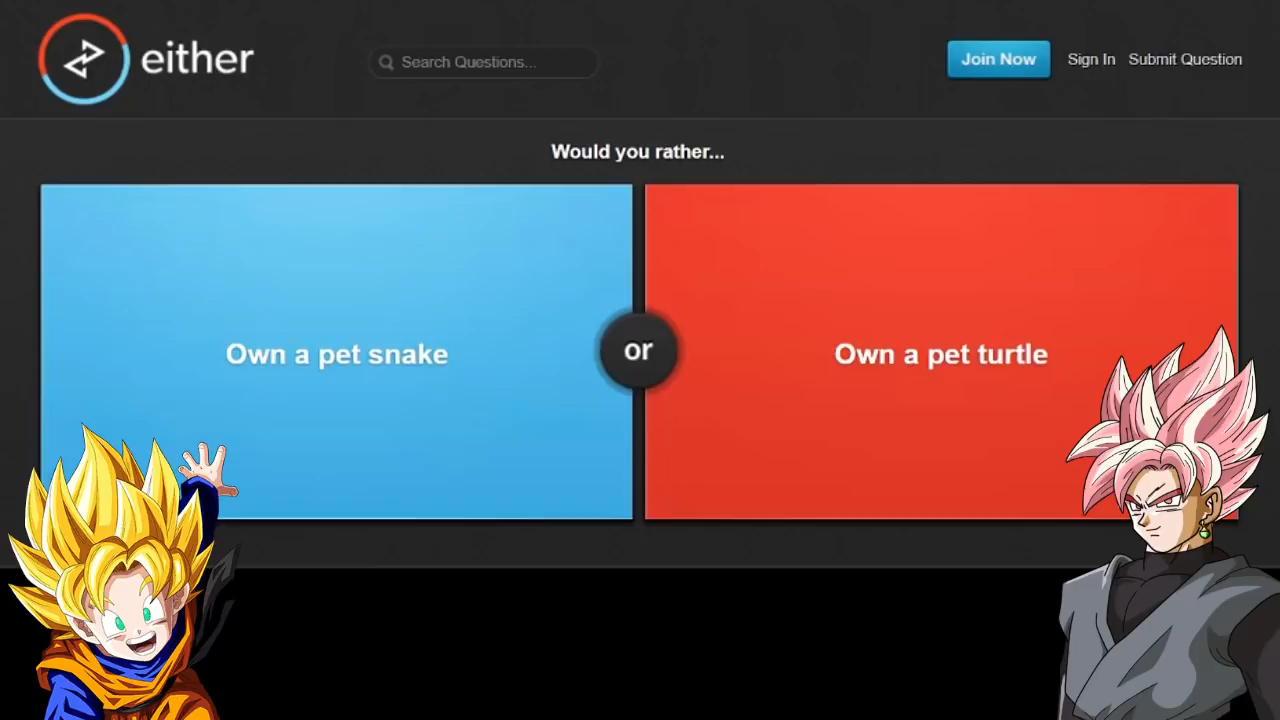 either
Search Questions...
Join Now
Sign In
Submit Question
Would you rather...
Own a pet snake
or
Own a pet turtle